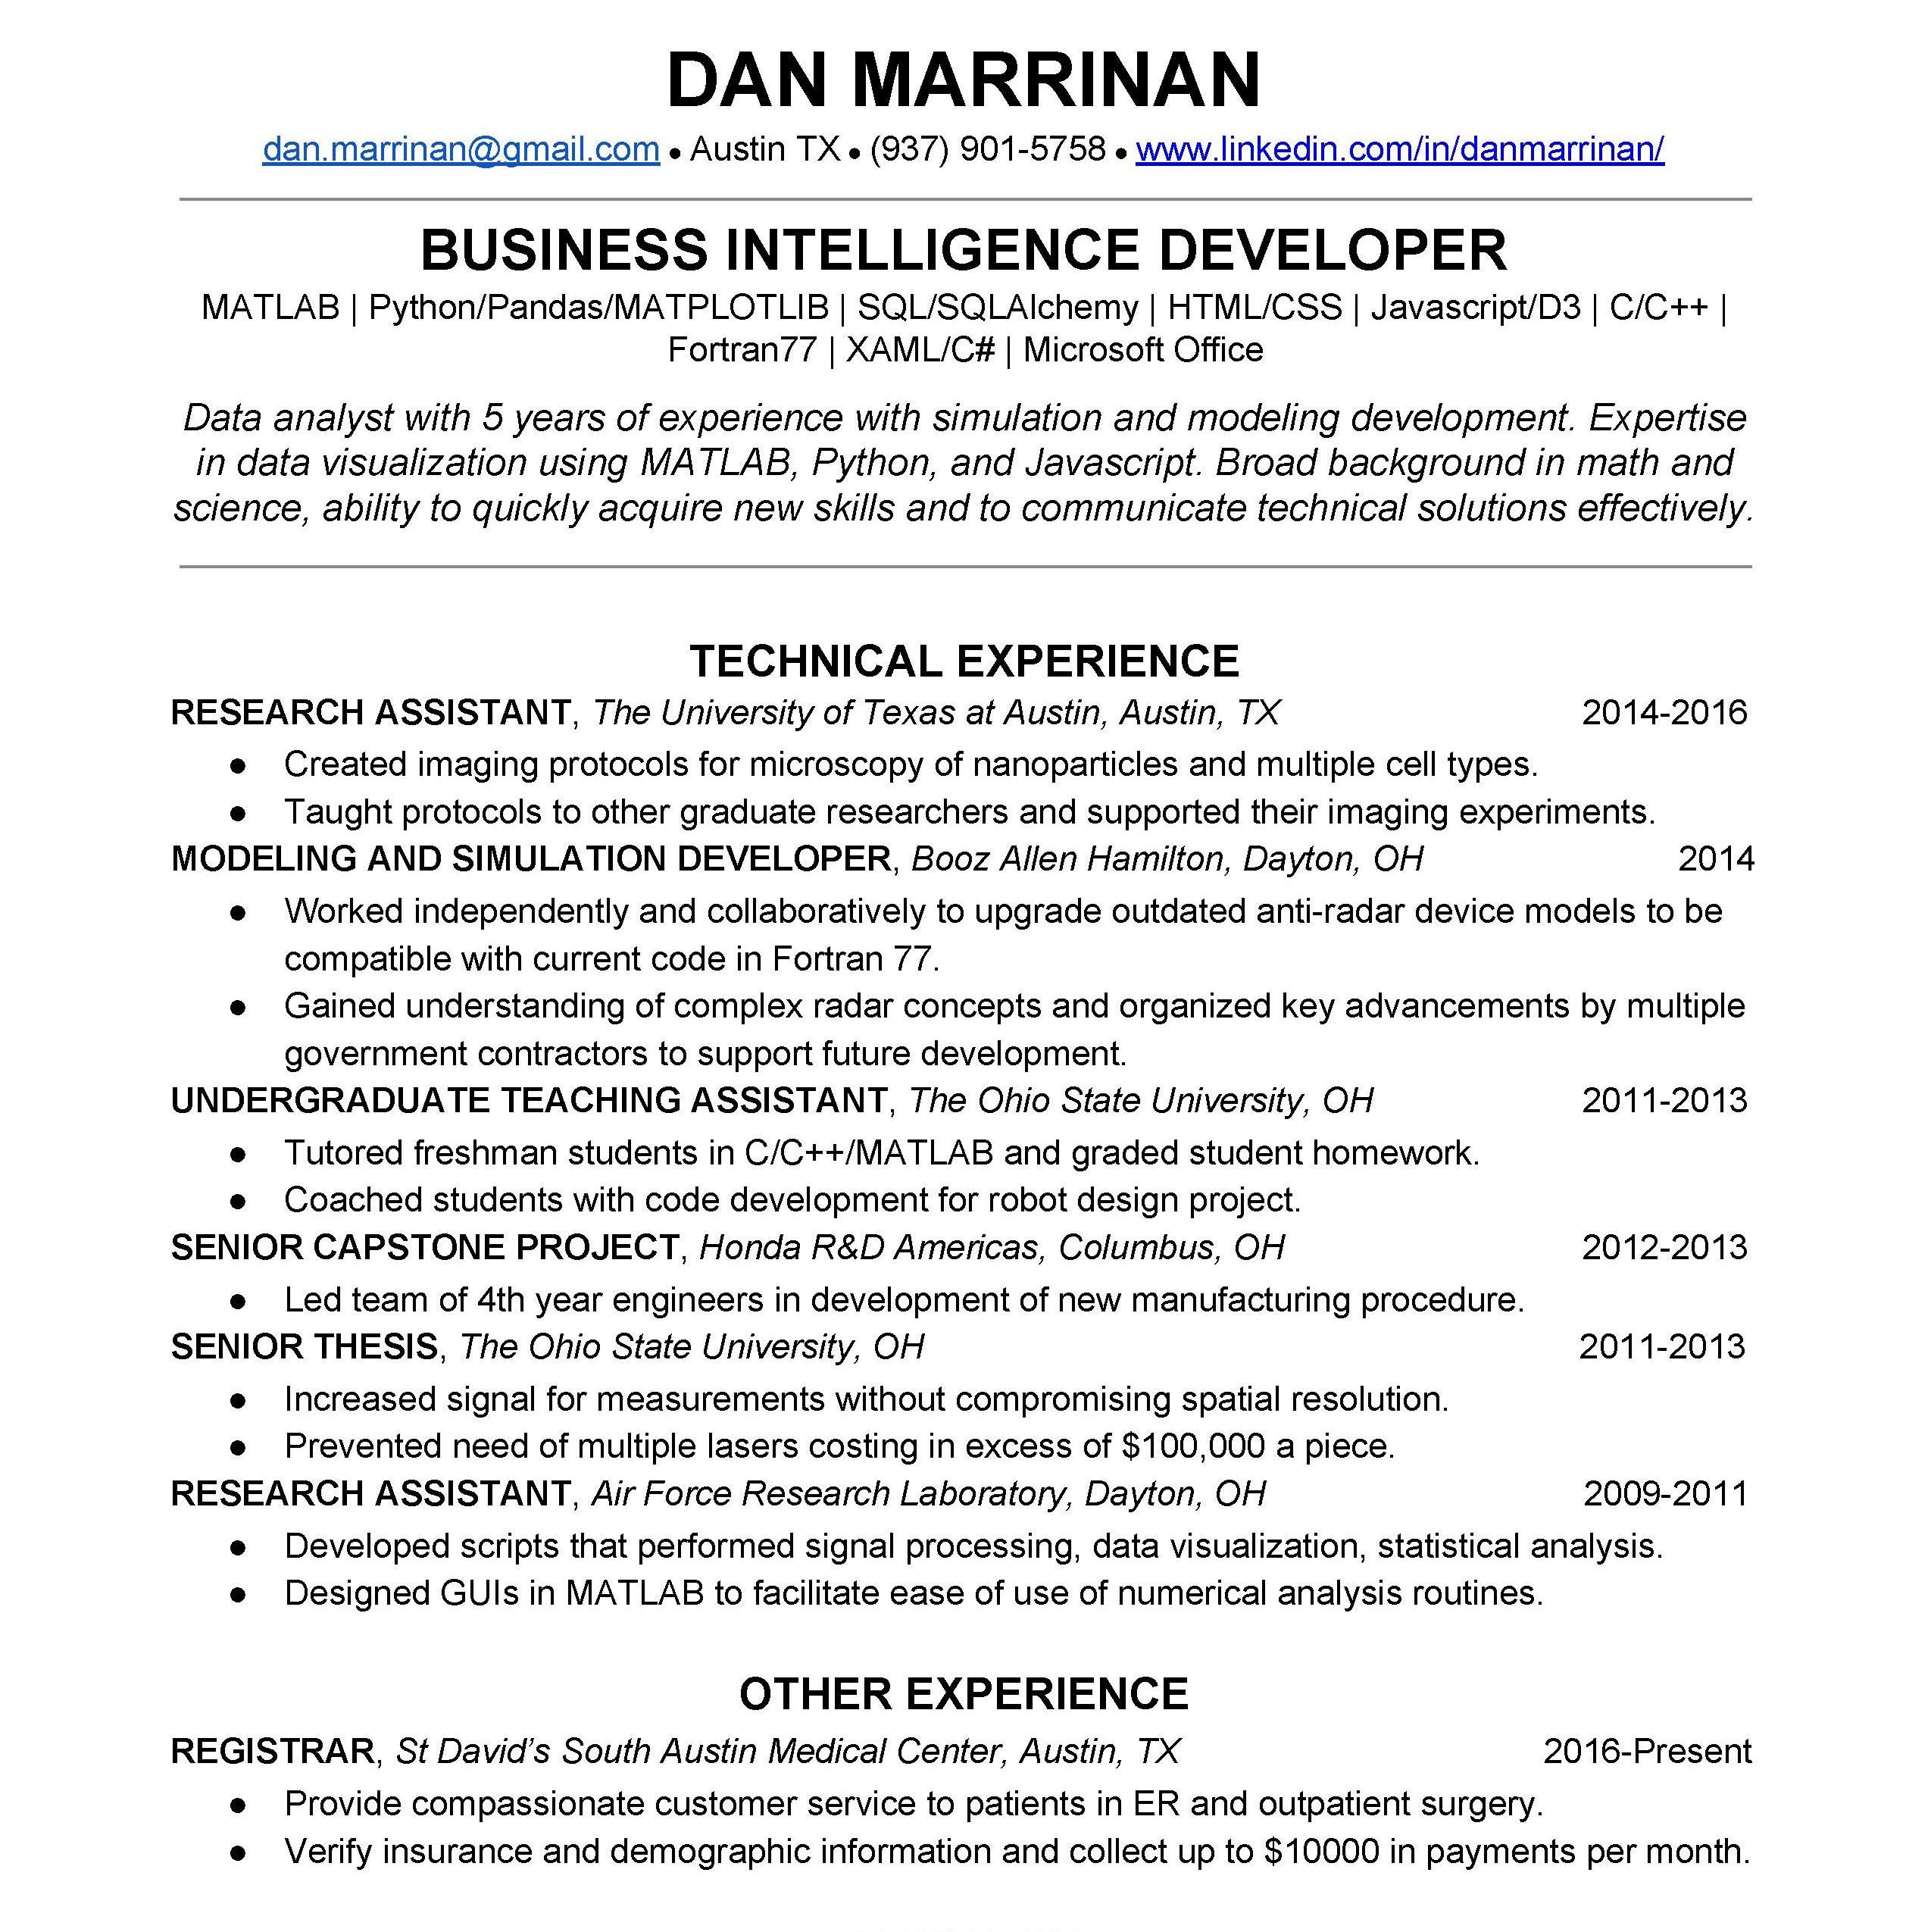 DAN MARRINAN
dan.marrinan@gmail.com ● Austin TX ● (937) 901-5758 ● www.linkedin.com/in/danmarrinan/
BUSINESS INTELLIGENCE DEVELOPER
MATLAB | Python/Pandas/MATPLOTLIB | SQL/SQLAlchemy | HTML/CSS | Javascript/D3 | C/C++ |
Fortran77 | XAML/C# | Microsoft Office
Data analyst with 5 years of experience with simulation and modeling development. Expertise
in data visualization using MATLAB, Python, and Javascript. Broad background in math and
science, ability to quickly acquire new skills and to communicate technical solutions effectively.
TECHNICAL EXPERIENCE
RESEARCH ASSISTANT, The University of Texas at Austin, Austin, TX 2014-2016
● Created imaging protocols for microscopy of nanoparticles and multiple cell types.
● Taught protocols to other graduate researchers and supported their imaging experiments.
MODELING AND SIMULATION DEVELOPER, Booz Allen Hamilton, Dayton, OH 2014
● Worked independently and collaboratively to upgrade outdated anti-radar device models to be
compatible with current code in Fortran 77.
● Gained understanding of complex radar concepts and organized key advancements by multiple
government contractors to support future development.
UNDERGRADUATE TEACHING ASSISTANT, The Ohio State University, OH 2011-2013
● Tutored freshman students in C/C++/MATLAB and graded student homework.
● Coached students with code development for robot design project.
SENIOR CAPSTONE PROJECT, Honda R&D Americas, Columbus, OH 2012-2013
● Led team of 4th year engineers in development of new manufacturing procedure.
SENIOR THESIS, The Ohio State University, OH 2011-2013
● Increased signal for measurements without compromising spatial resolution.
● Prevented need of multiple lasers costing in excess of $100,000 a piece.
RESEARCH ASSISTANT, Air Force Research Laboratory, Dayton, OH 2009-2011
● Developed scripts that performed signal processing, data visualization, statistical analysis.
● Designed GUIs in MATLAB to facilitate ease of use of numerical analysis routines.
OTHER EXPERIENCE
REGISTRAR, St David’s South Austin Medical Center, Austin, TX 2016-Present
● Provide compassionate customer service to patients in ER and outpatient surgery.
● Verify insurance and demographic information and collect up to $10000 in payments per month.